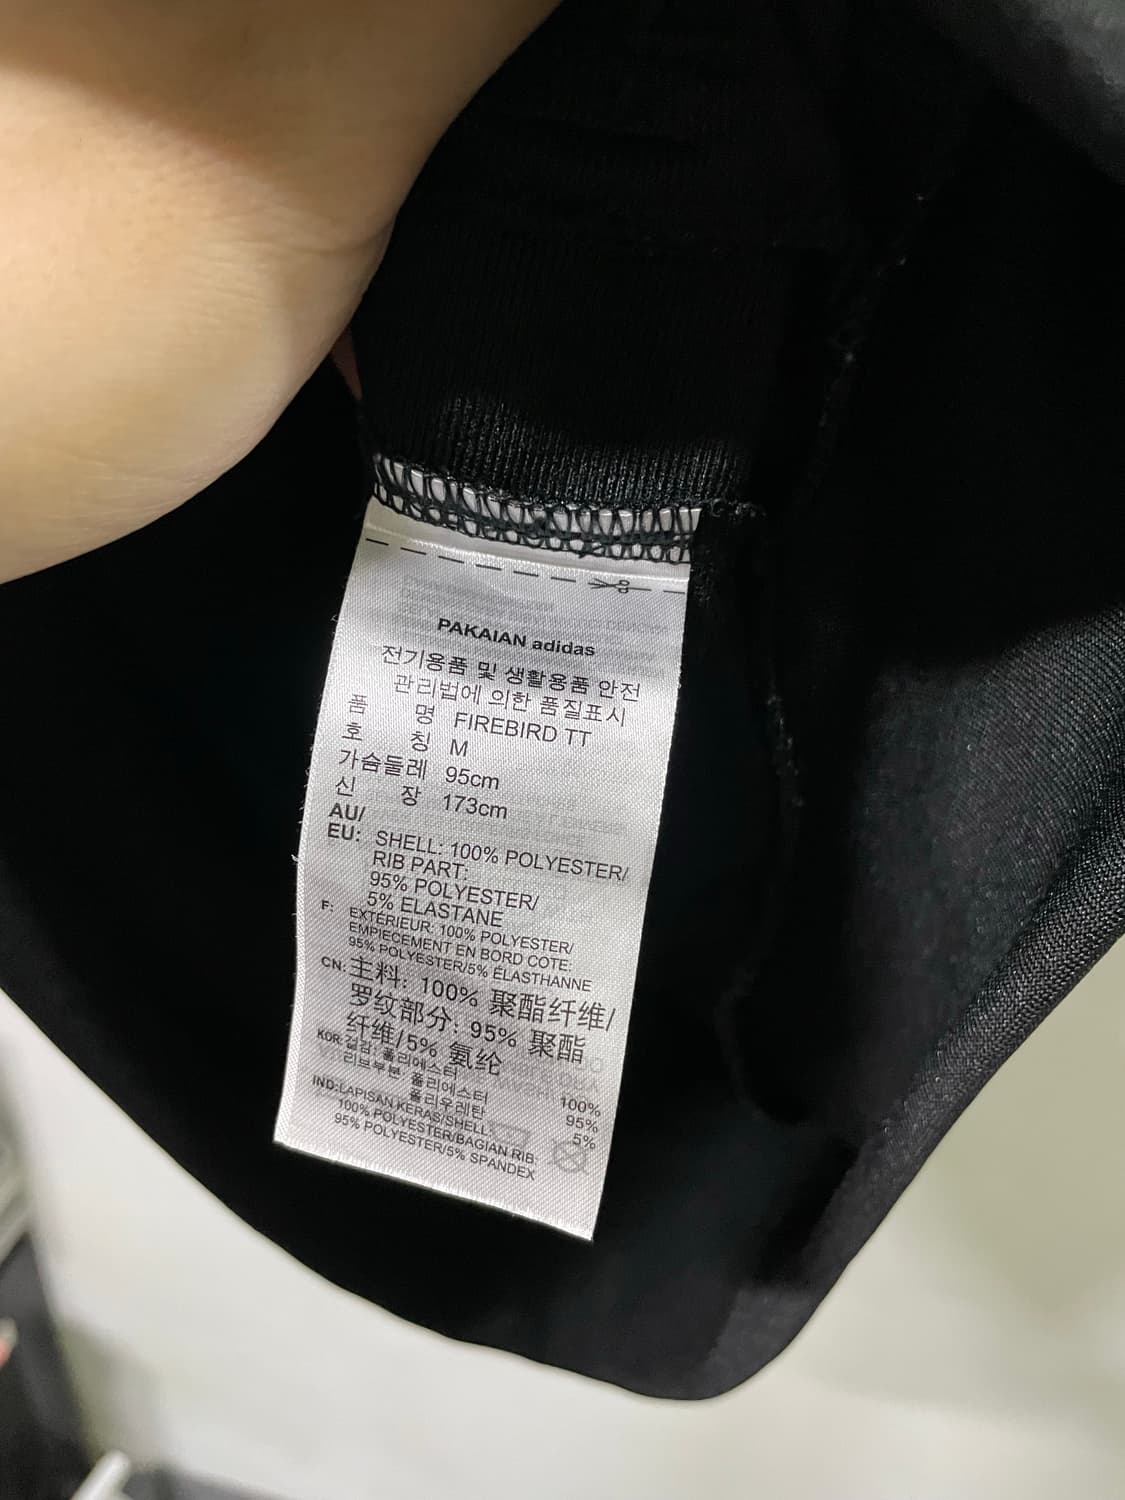 PAKAIAN adidas
전기용품 및 생활용품 안전
관리법에 의한 품질표시
품 명 FIREBIRD TT
호 칭 M
가슴둘레 95cm
신 장 173cm
AU/
EU: SHELL: 100% POLYESTER/
RIB PART:
95% POLYESTER/
5% ELASTANE
F: EXTÉRIEUR: 100% POLYESTER/
EMPIECEMENT EN BORD COTE:
95% POLYESTER/5% ÉLASTHANNE
CN: 主料: 100% 聚酯纤维/
罗纹部分: 95% 聚酯
纤维/5% 氨纶
KOR: 겉감: 폴리에스터 100%
리브부분: 폴리에스터 95%
폴리우레탄 5%
IND: LAPISAN KERAS/SHELL:
100% POLYESTER/BAGIAN RIB:
95% POLYESTER/5% SPANDEX